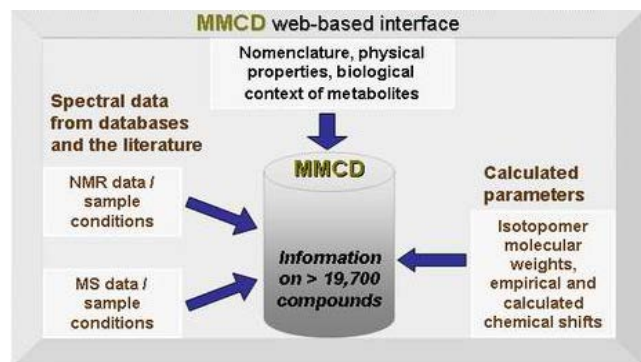 MMCD web-based interface
Nomenclature, physical
properties, biological
context of metabolites
Spectral data
from databases
and the literature
NMR data /
sample
conditions
MS data /
sample
conditions
MMCD
Information
on > 19,700
compounds
Calculated
parameters
Isotopomer
molecular
weights,
empirical and
calculated
chemical shifts